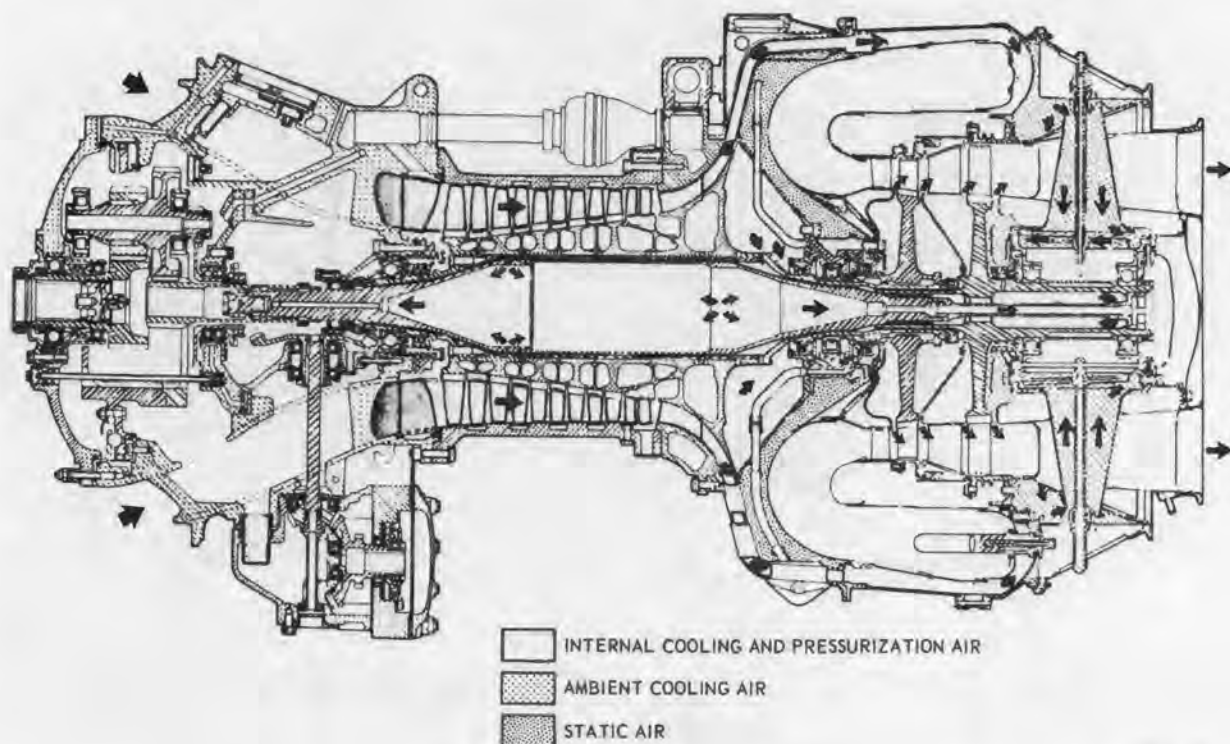 INTERNAL COOLING AND PRESSURIZATION AIR
AMBIENT COOLING AIR
STATIC AIR